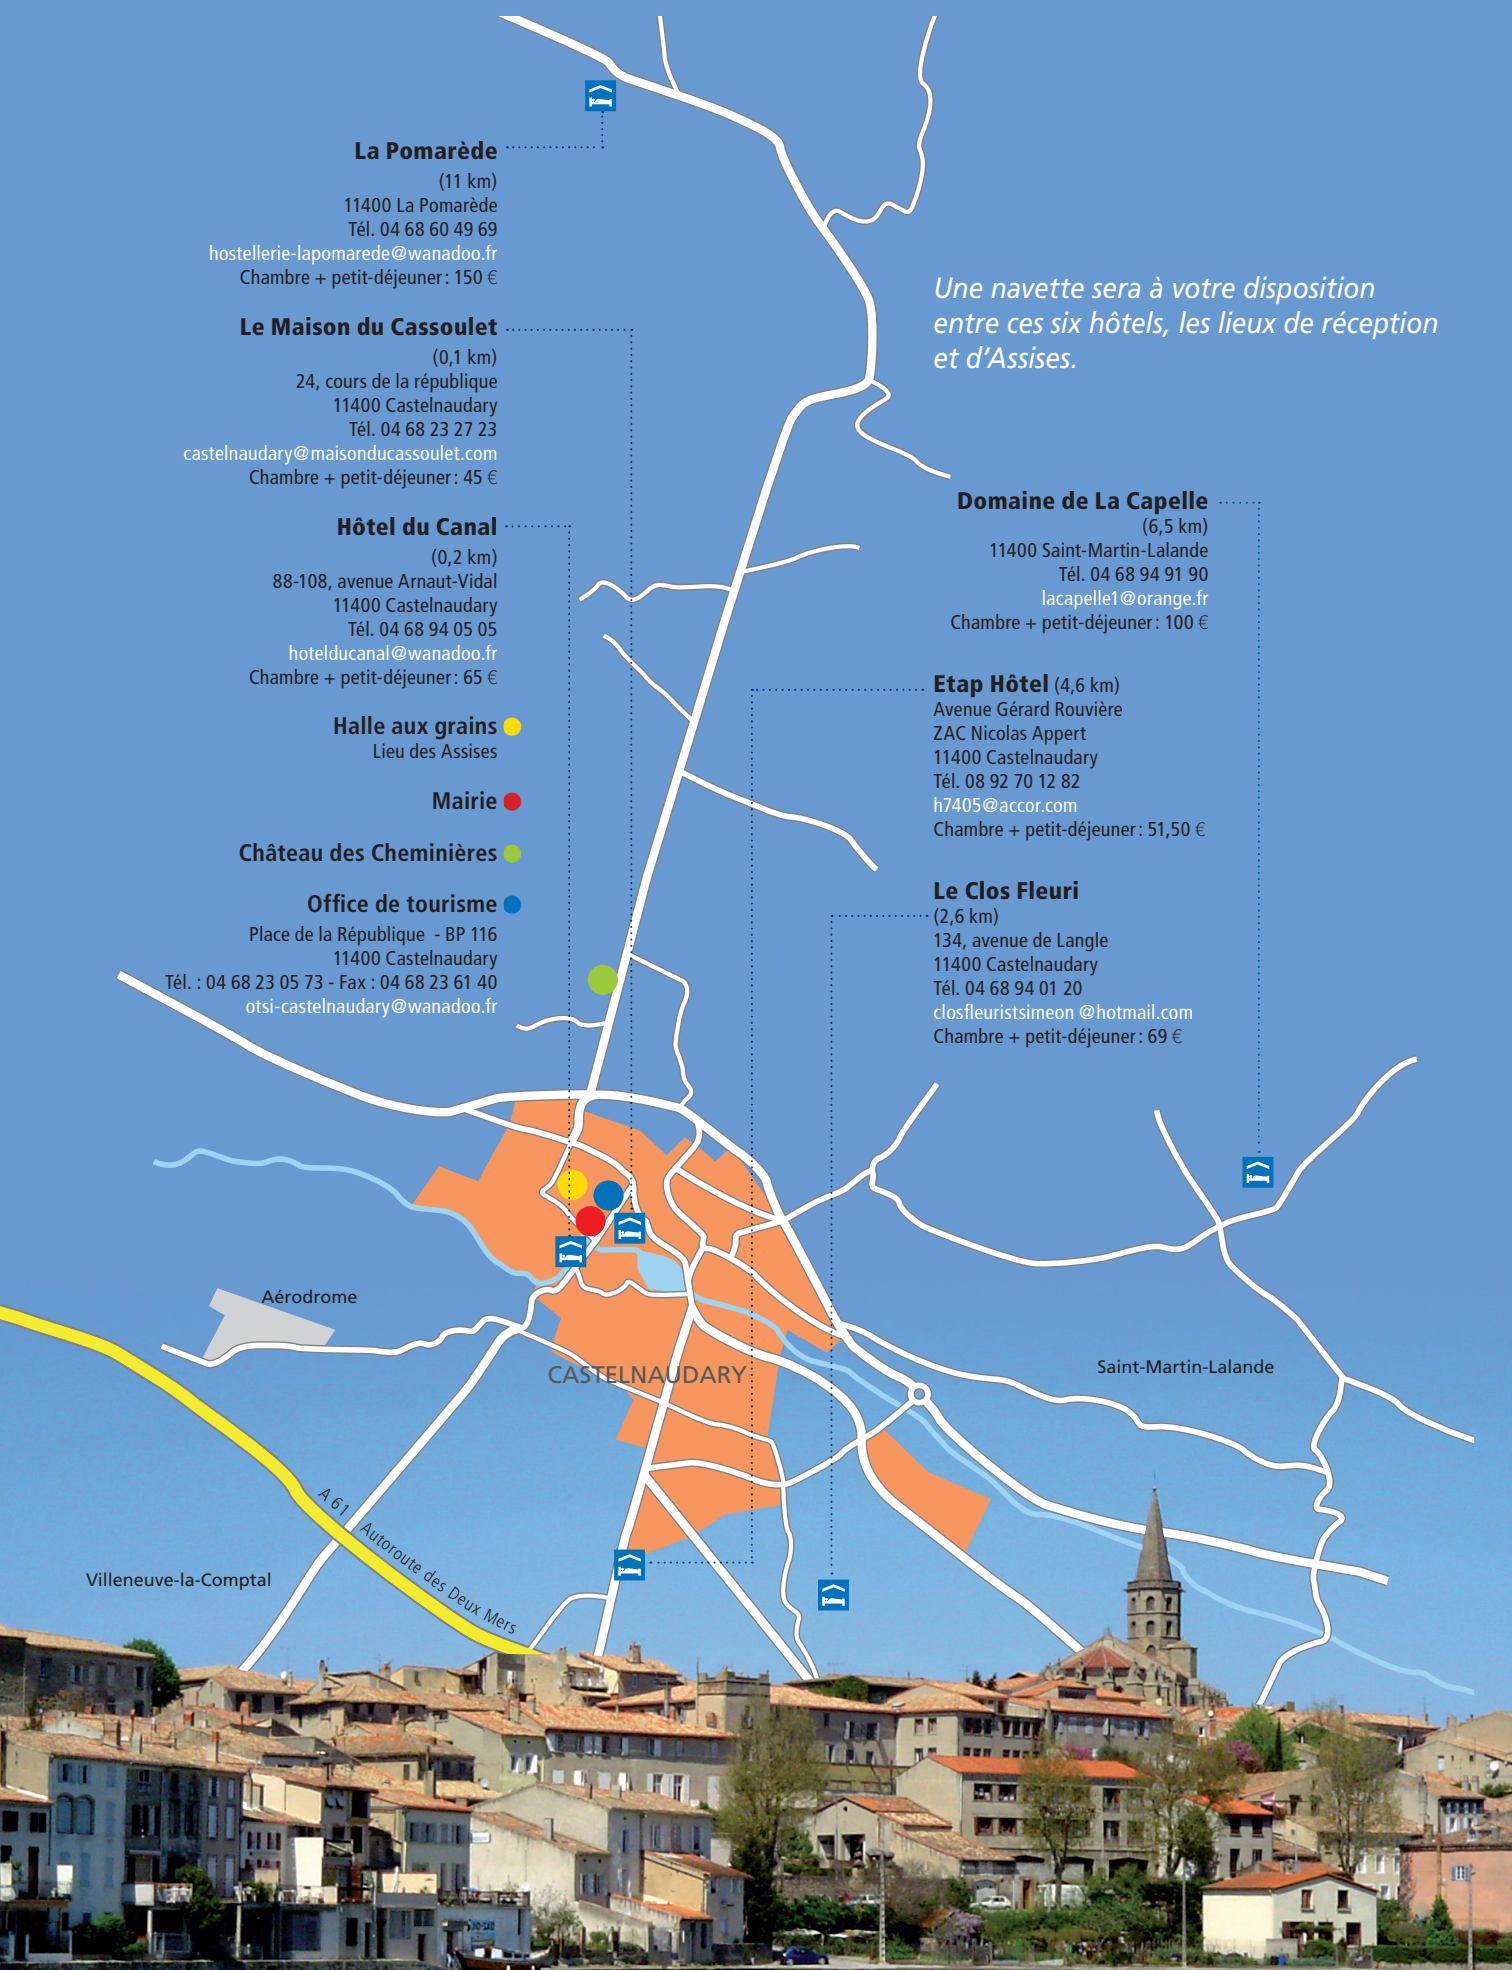 La Pomarède
(11 km)
11400 La Pomarède
Tél. 04 68 60 49 69
hostellerie-lapomarede@wanadoo.fr
Chambre + petit-déjeuner : 150 €
Le Maison du Cassoulet
(0,1 km)
24, cours de la république
11400 Castelnaudary
Tél. 04 68 23 27 23
castelnaudary@maisonducassoulet.com
Chambre + petit-déjeuner : 45 €
Hôtel du Canal
(0,2 km)
88-108, avenue Arnaut-Vidal
11400 Castelnaudary
Tél. 04 68 94 05 05
hotelducanal@wanadoo.fr
Chambre + petit-déjeuner : 65 €
Halle aux grains
Lieu des Assises
Mairie
Château des Cheminières
Office de tourisme
Place de la République - BP 116
11400 Castelnaudary
Tél. : 04 68 23 05 73 - Fax : 04 68 23 61 40
otsi-castelnaudary@wanadoo.fr
Une navette sera à votre disposition
entre ces six hôtels, les lieux de réception
et d'Assises.
Domaine de La Capelle
(6,5 km)
11400 Saint-Martin-Lalande
Tél. 04 68 94 91 90
lacapelle1@orange.fr
Chambre + petit-déjeuner : 100 €
Etap Hôtel (4,6 km)
Avenue Gérard Rouvière
ZAC Nicolas Appert
11400 Castelnaudary
Tél. 08 92 70 12 82
h7405@accor.com
Chambre + petit-déjeuner : 51,50 €
Le Clos Fleuri
(2,6 km)
134, avenue de Langle
11400 Castelnaudary
Tél. 04 68 94 01 20
closfleuristsimeon @hotmail.com
Chambre + petit-déjeuner : 69 €
Aérodrome
CASTELNAUDARY
Saint-Martin-Lalande
A 61 Autoroute des Deux Mers
Villeneuve-la-Comptal